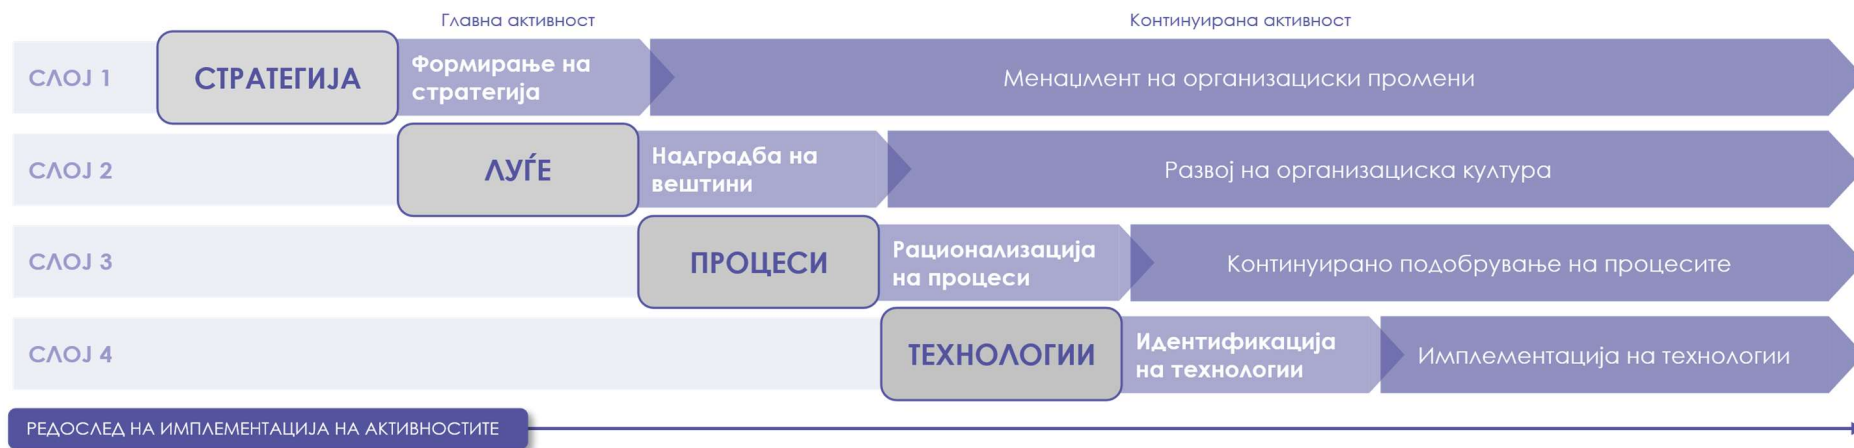 Главна активност
Континуирана активност
СЛОЈ 1
СТРАТЕГИЈА
Формирање на
стратегија
Менаџмент на организациски промени
СЛОЈ 2
ЛУЃЕ
Надградба на
вештини
Развој на организациска култура
СЛОЈ 3
ПРОЦЕСИ
Рационализација
на процеси
Континуирано подобрување на процесите
СЛОЈ 4
ТЕХНОЛОГИИ
Идентификација
на технологии
Имплементација на технологии
РЕДОСЛЕД НА ИМПЛЕМЕНТАЦИЈА НА АКТИВНОСТИТЕ